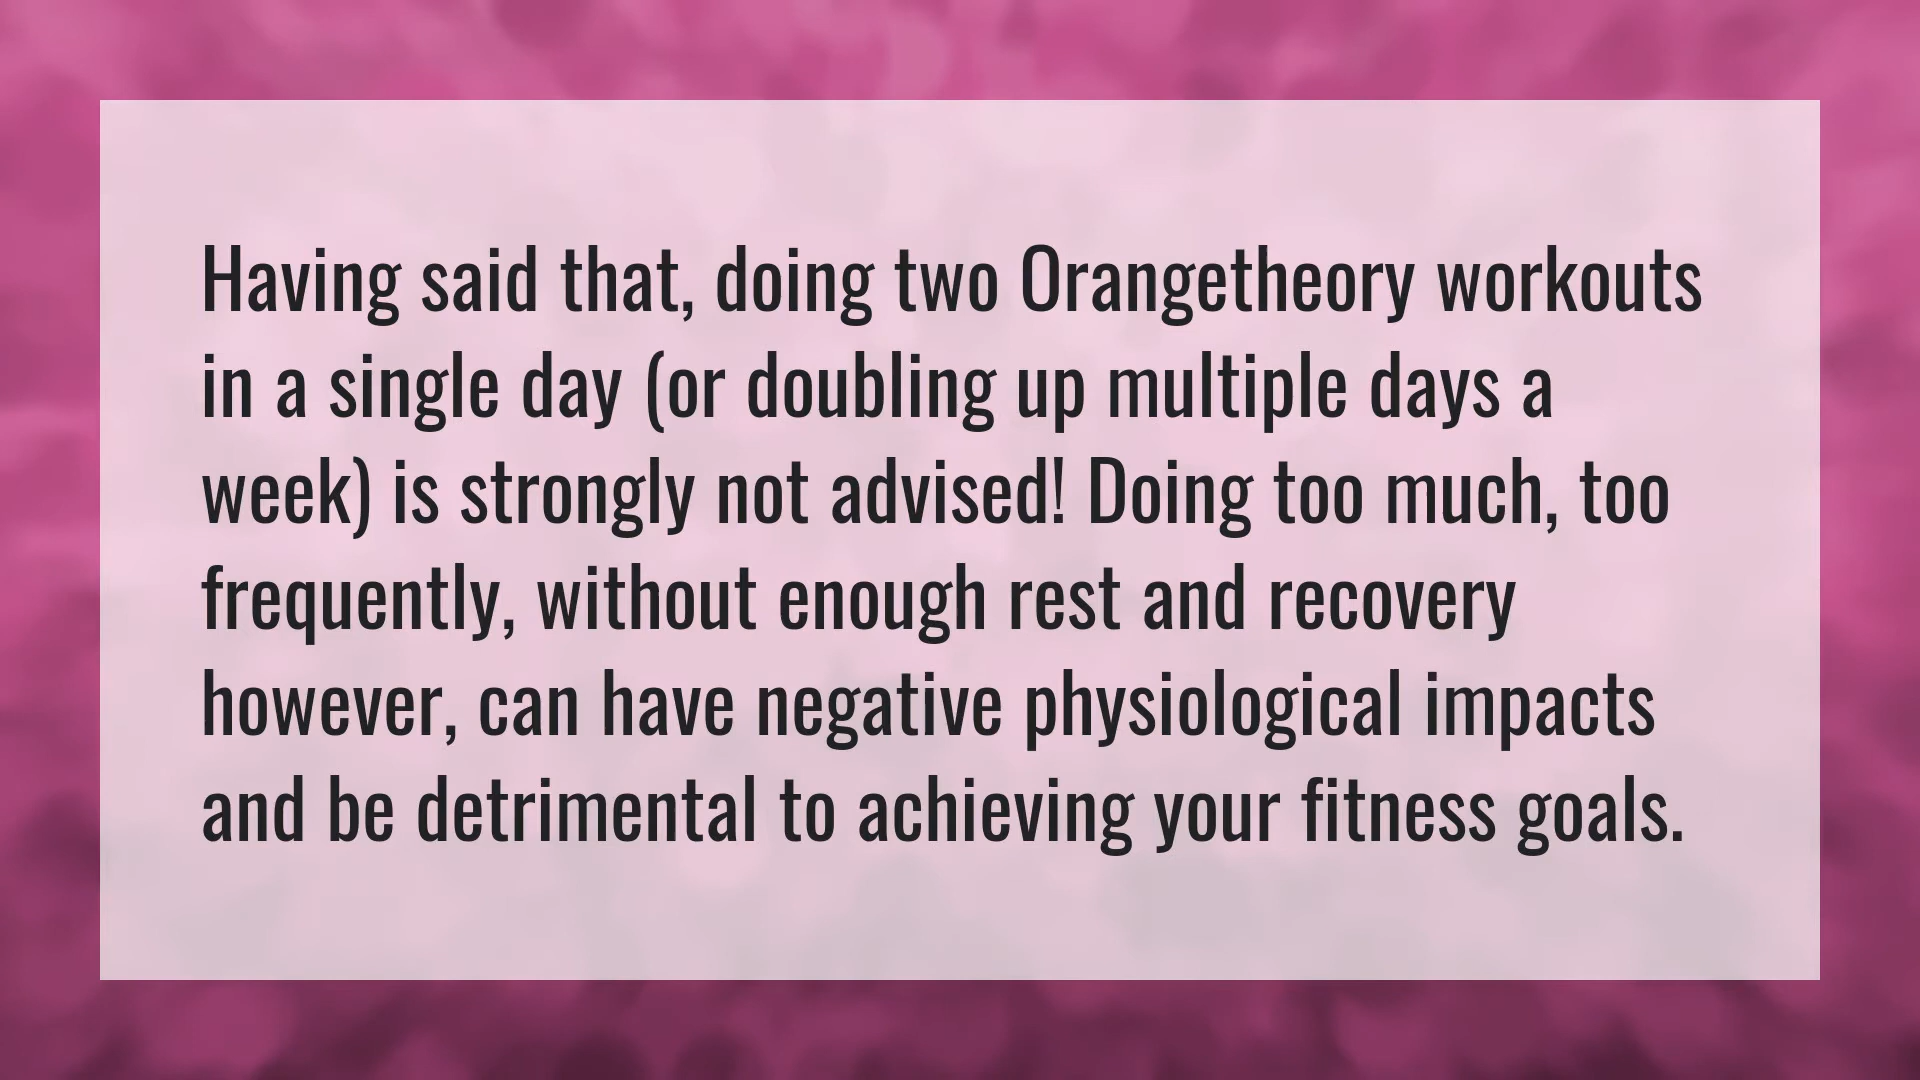 Having said that, doing two Orangetheory workouts
in a single day (or doubling up multiple days a
week) is strongly not advised! Doing too much, too
frequently, without enough rest and recovery
however, can have negative physiological impacts
and be detrimental to achieving your fitness goals.